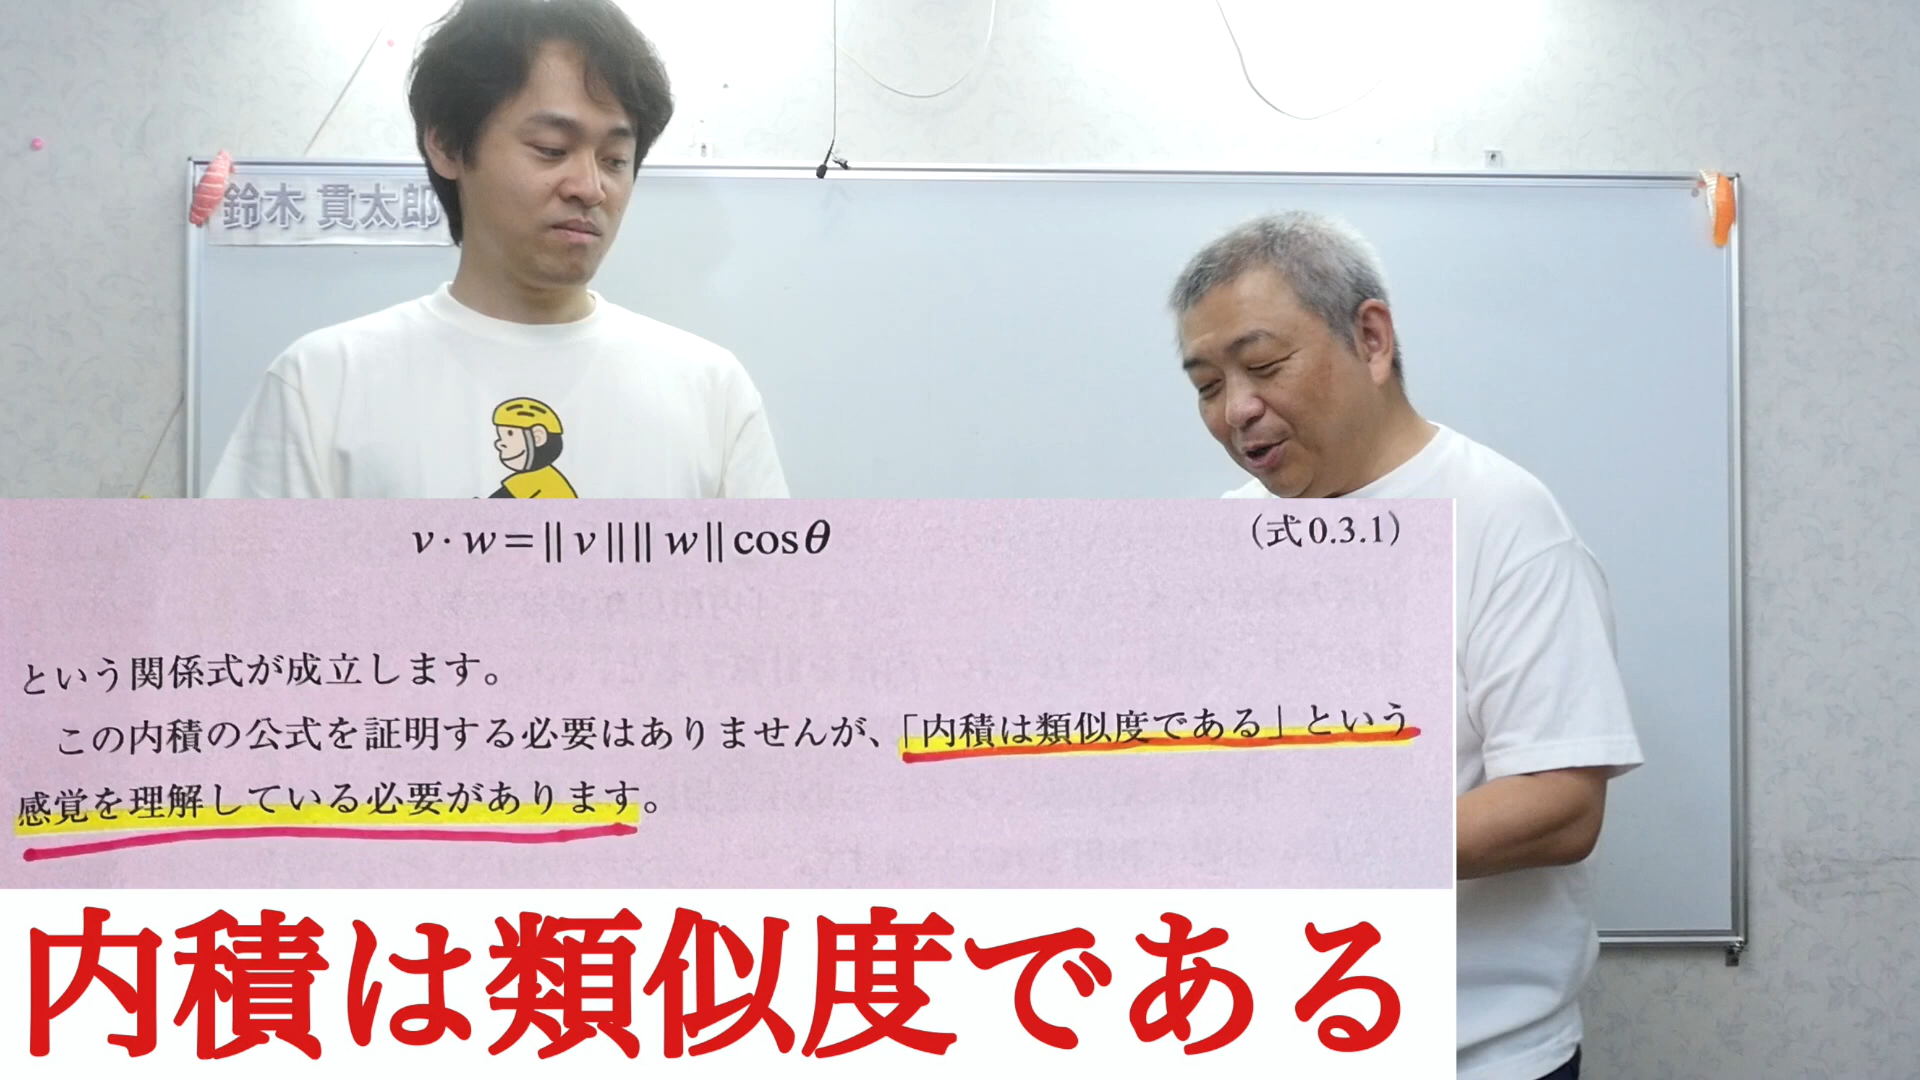 鈴木 貫太郎
v · w = || v || || w || cosθ (式0.3.1)
という関係式が成立します。
この内積の公式を証明する必要はありませんが、「内積は類似度である」という
感覚を理解している必要があります。
内積は類似度である